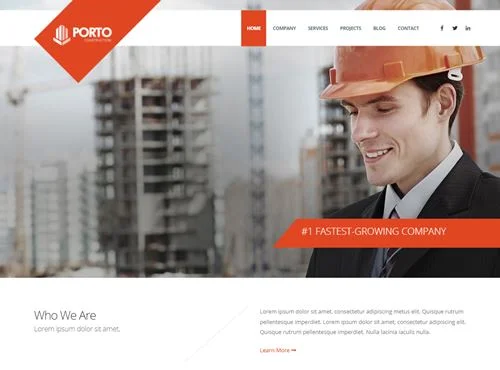 PORTO
CONSTRUCTION
HOME COMPANY SERVICES PROJECTS BLOG CONTACT US
#1 FASTEST-GROWING COMPANY
Who We Are
Lorem ipsum dolor sit amet,
Lorem ipsum dolor sit amet, consectetur adipiscing metus elit. Quisque rutrum
pellentesque imperdiet. Lorem ipsum dolor sit amet, consectetur adipiscing metus
elit. Quisque rutrum pellentesque imperdiet. Nulla lacinia iaculis nulla.
Learn More